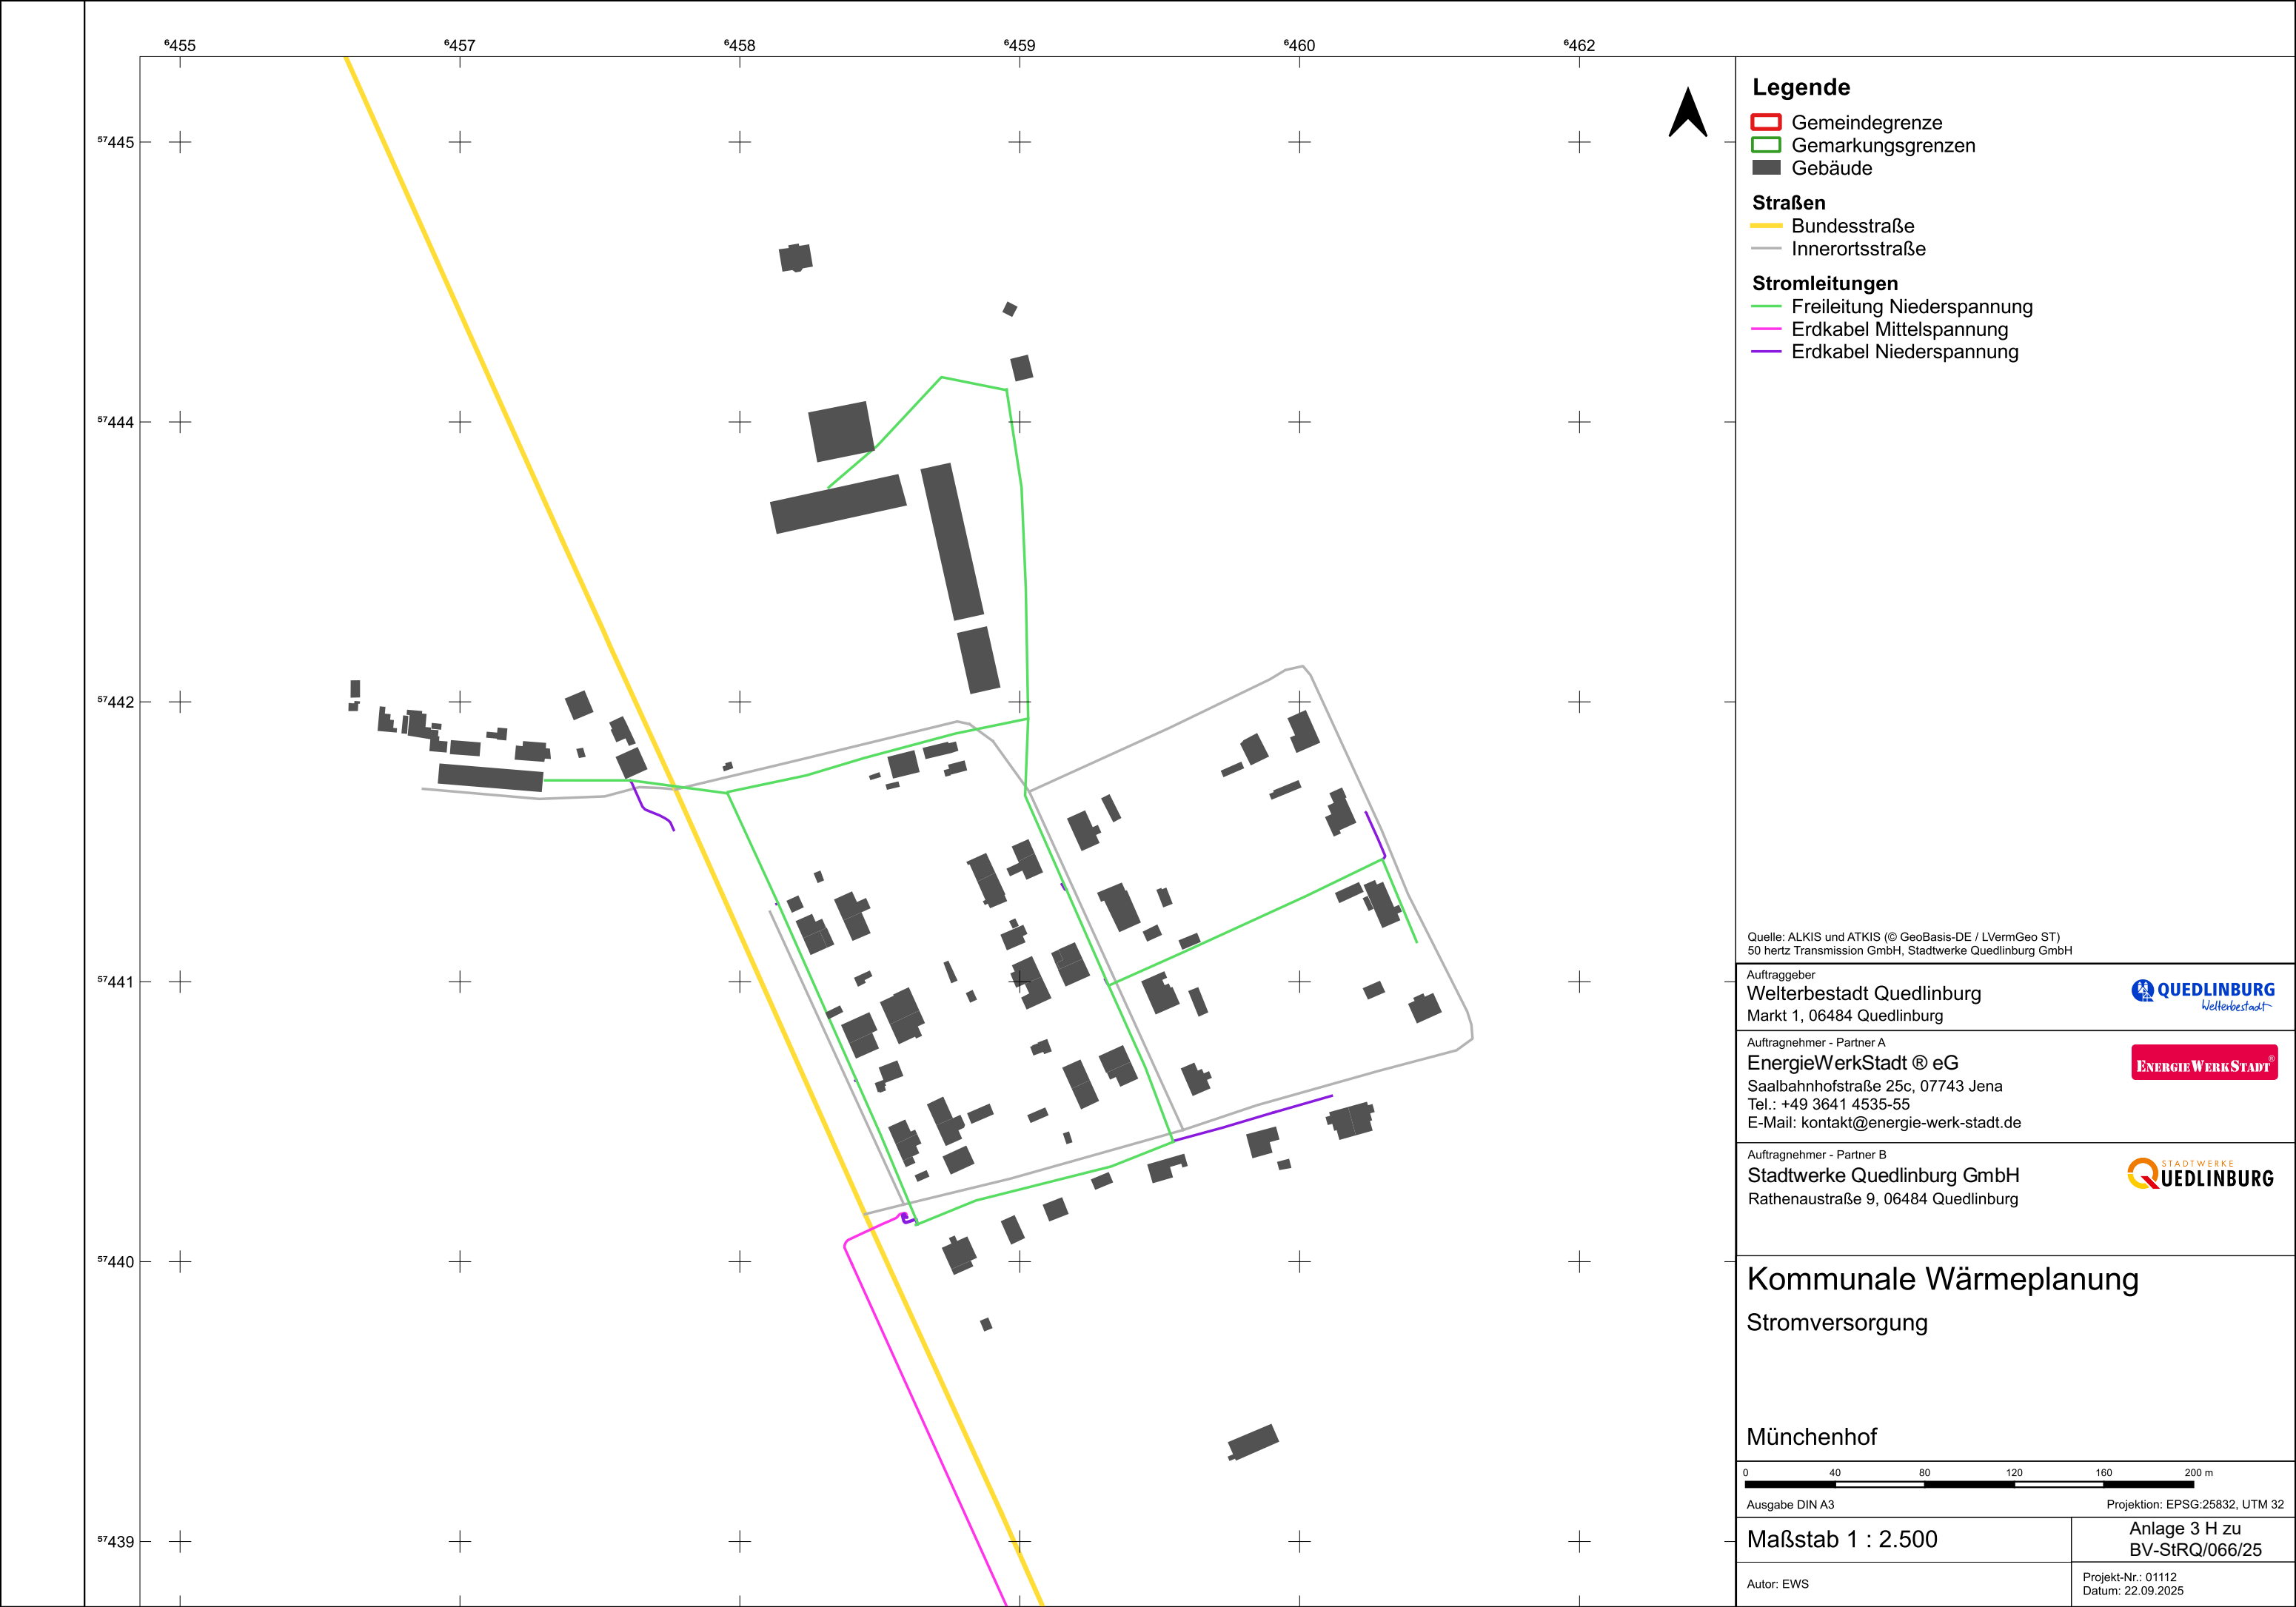 ⁶455
⁶457
⁶458
⁶459
⁶460
⁶462
⁵⁷445
⁵⁷444
⁵⁷442
⁵⁷441
⁵⁷440
⁵⁷439
Legende
Gemeindegrenze
Gemarkungsgrenzen
Gebäude
Straßen
Bundesstraße
Innerortsstraße
Stromleitungen
Freileitung Niederspannung
Erdkabel Mittelspannung
Erdkabel Niederspannung
Quelle: ALKIS und ATKIS (© GeoBasis-DE / LVermGeo ST)
50 hertz Transmission GmbH, Stadtwerke Quedlinburg GmbH
Auftraggeber
Welterbestadt Quedlinburg
Markt 1, 06484 Quedlinburg
QUEDLINBURG
Welterbestadt
Auftragnehmer - Partner A
EnergieWerkStadt ® eG
Saalbahnhofstraße 25c, 07743 Jena
Tel.: +49 3641 4535-55
E-Mail: kontakt@energie-werk-stadt.de
ENERGIEWERKSTADT®
Auftragnehmer - Partner B
Stadtwerke Quedlinburg GmbH
Rathenaustraße 9, 06484 Quedlinburg
STADTWERKE
QUEDLINBURG
Kommunale Wärmeplanung
Stromversorgung
Münchenhof
0 40 80 120 160 200 m
Ausgabe DIN A3
Projektion: EPSG:25832, UTM 32
Maßstab 1 : 2.500
Anlage 3 H zu
BV-StRQ/066/25
Autor: EWS
Projekt-Nr.: 01112
Datum: 22.09.2025